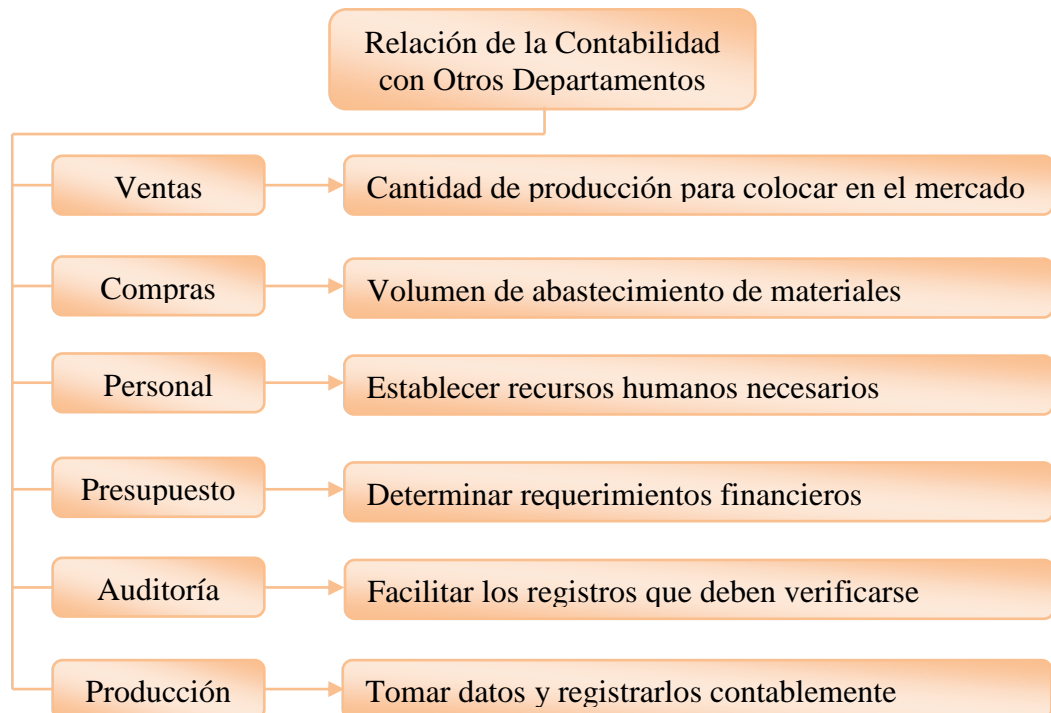 Relación de la Contabilidad
con Otros Departamentos
Ventas
Cantidad de producción para colocar en el mercado
Compras
Volumen de abastecimiento de materiales
Personal
Establecer recursos humanos necesarios
Presupuesto
Determinar requerimientos financieros
Auditoría
Facilitar los registros que deben verificarse
Producción
Tomar datos y registrarlos contablemente